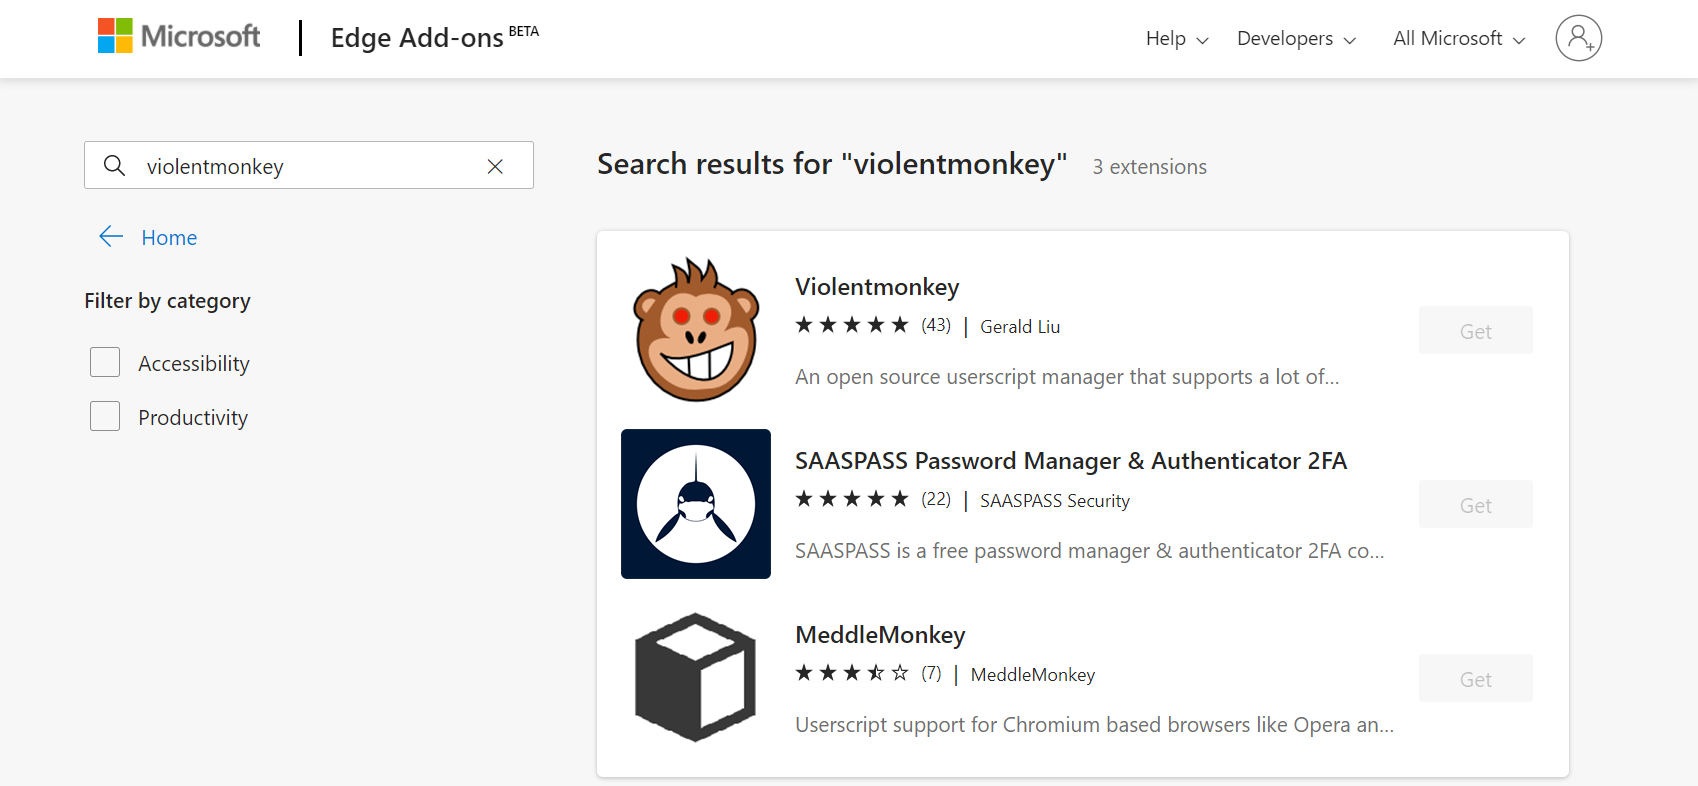 Microsoft
Edge Add-ons BETA
Help
Developers
All Microsoft
violentmonkey
Home
Filter by category
Accessibility
Productivity
Search results for "violentmonkey" 3 extensions
Violentmonkey
(43) | Gerald Liu
An open source userscript manager that supports a lot of...
Get
SAASPASS Password Manager & Authenticator 2FA
(22) | SAASPASS Security
SAASPASS is a free password manager & authenticator 2FA co...
Get
MeddleMonkey
(7) | MeddleMonkey
Userscript support for Chromium based browsers like Opera an...
Get